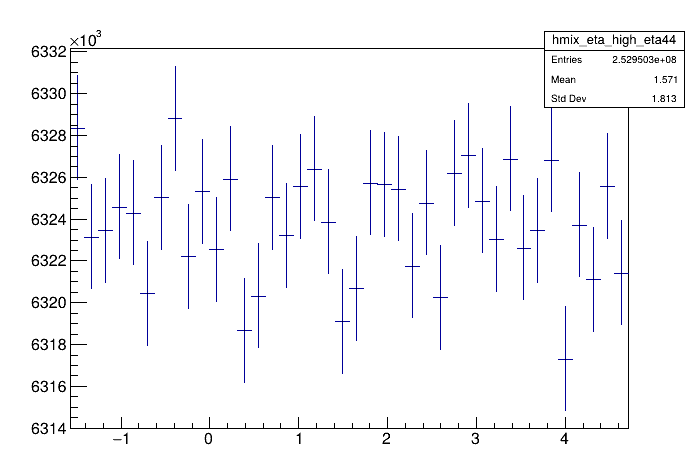 ×10³
hmix_eta_high_eta44
Entries 2.529503e+08
Mean 1.571
Std Dev 1.813
6332
6330
6328
6326
6324
6322
6320
6318
6316
6314
−1 0 1 2 3 4